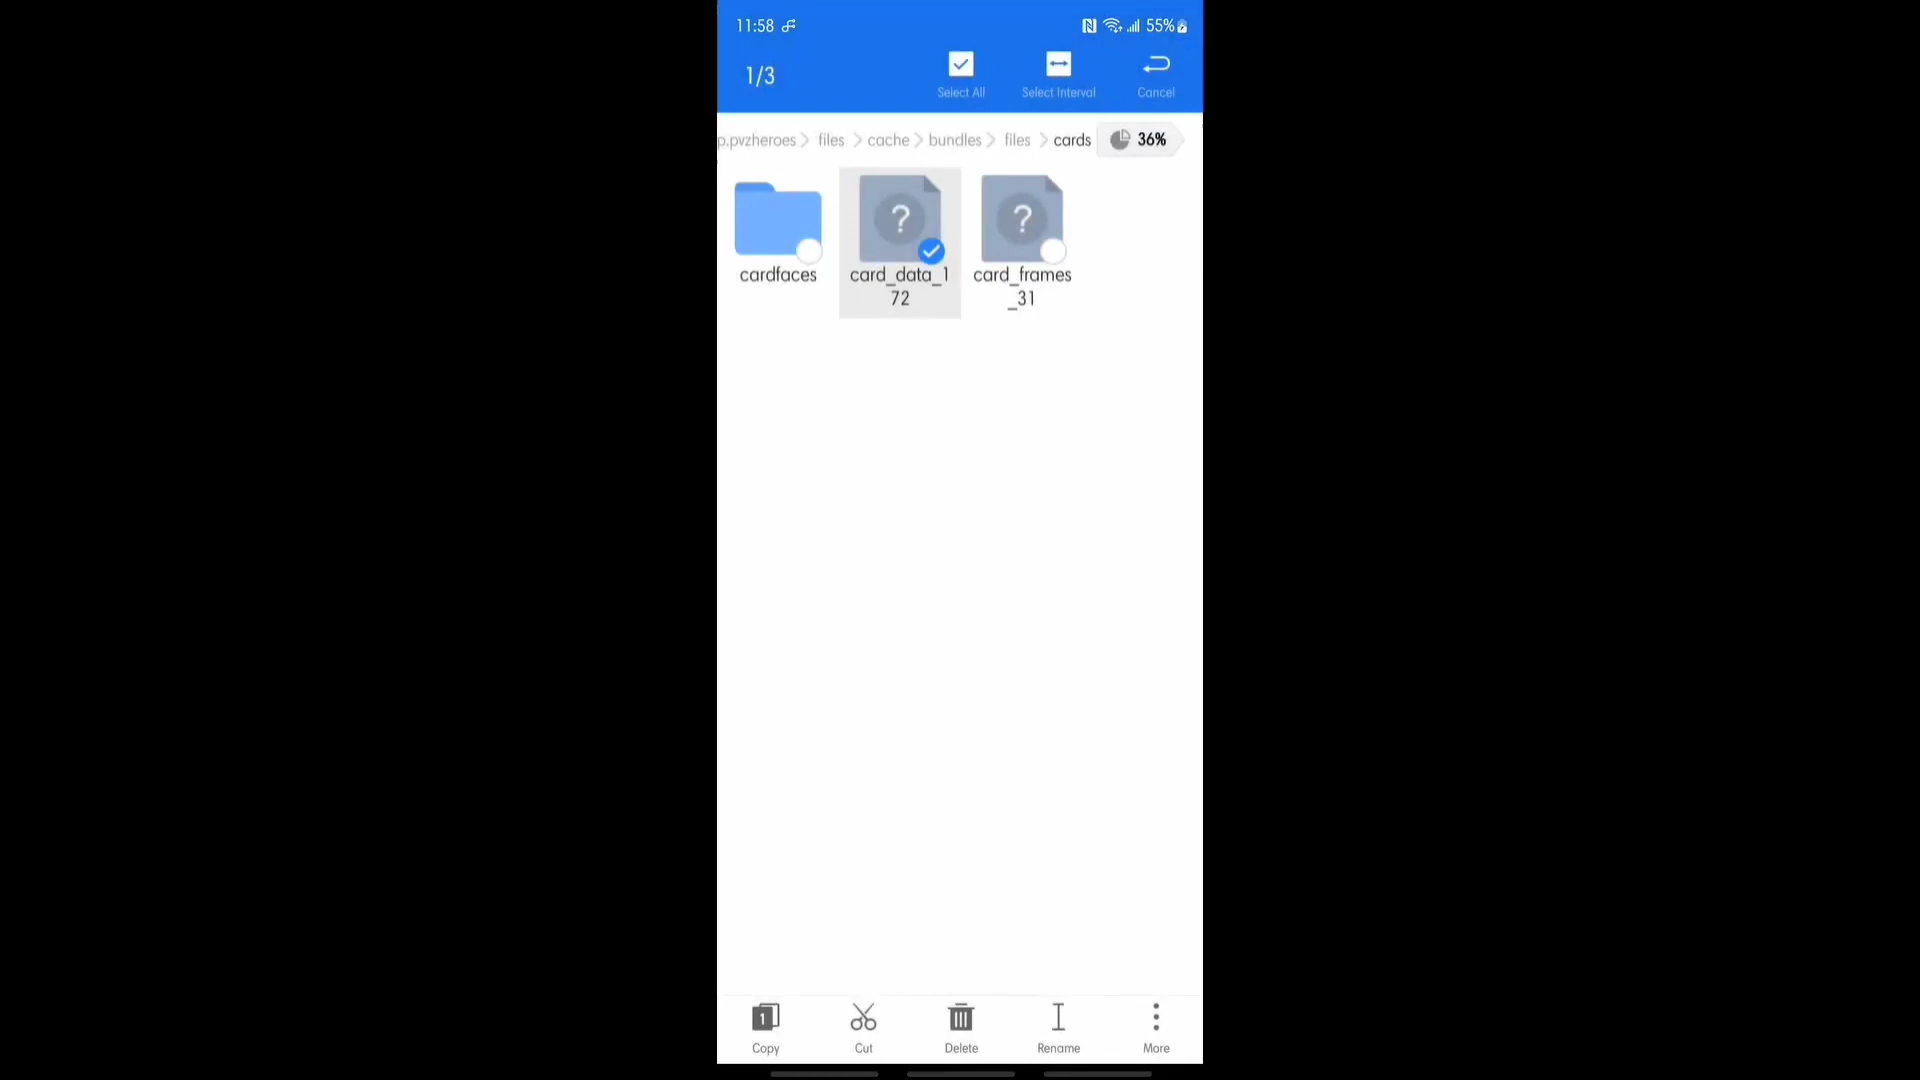 11:58 55%
1/3
Select All Select Interval Cancel
p.pvzheroes files cache bundles files cards 36%
? ?
cardfaces card_data_1 card_frames
72 _31
1
Copy Cut Delete Rename More